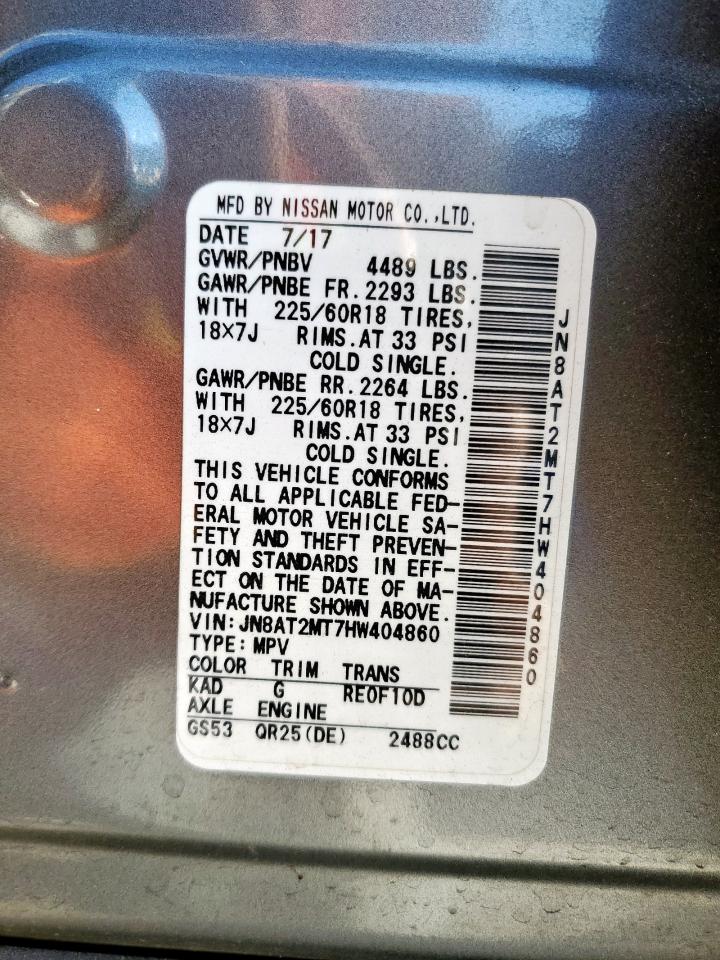 MFD BY NISSAN MOTOR CO.,LTD.
DATE 7/17
GVWR/PNBV 4489 LBS.
GAWR/PNBE FR. 2293 LBS.
WITH 225/60R18 TIRES,
18×7J RIMS. AT 33 PSI
COLD SINGLE.
GAWR/PNBE RR. 2264 LBS.
WITH 225/60R18 TIRES,
18×7J RIMS. AT 33 PSI
COLD SINGLE.
THIS VEHICLE CONFORMS
TO ALL APPLICABLE FED-
ERAL MOTOR VEHICLE SA-
FETY AND THEFT PREVEN-
TION STANDARDS IN EFF-
ECT ON THE DATE OF MA-
NUFACTURE SHOWN ABOVE.
VIN: JN8AT2MT7HW404860
TYPE: MPV
COLOR TRIM TRANS
KAD G RE0F10D
AXLE ENGINE
GS53 QR25(DE) 2488CC
JN8AT2MT7HW404860